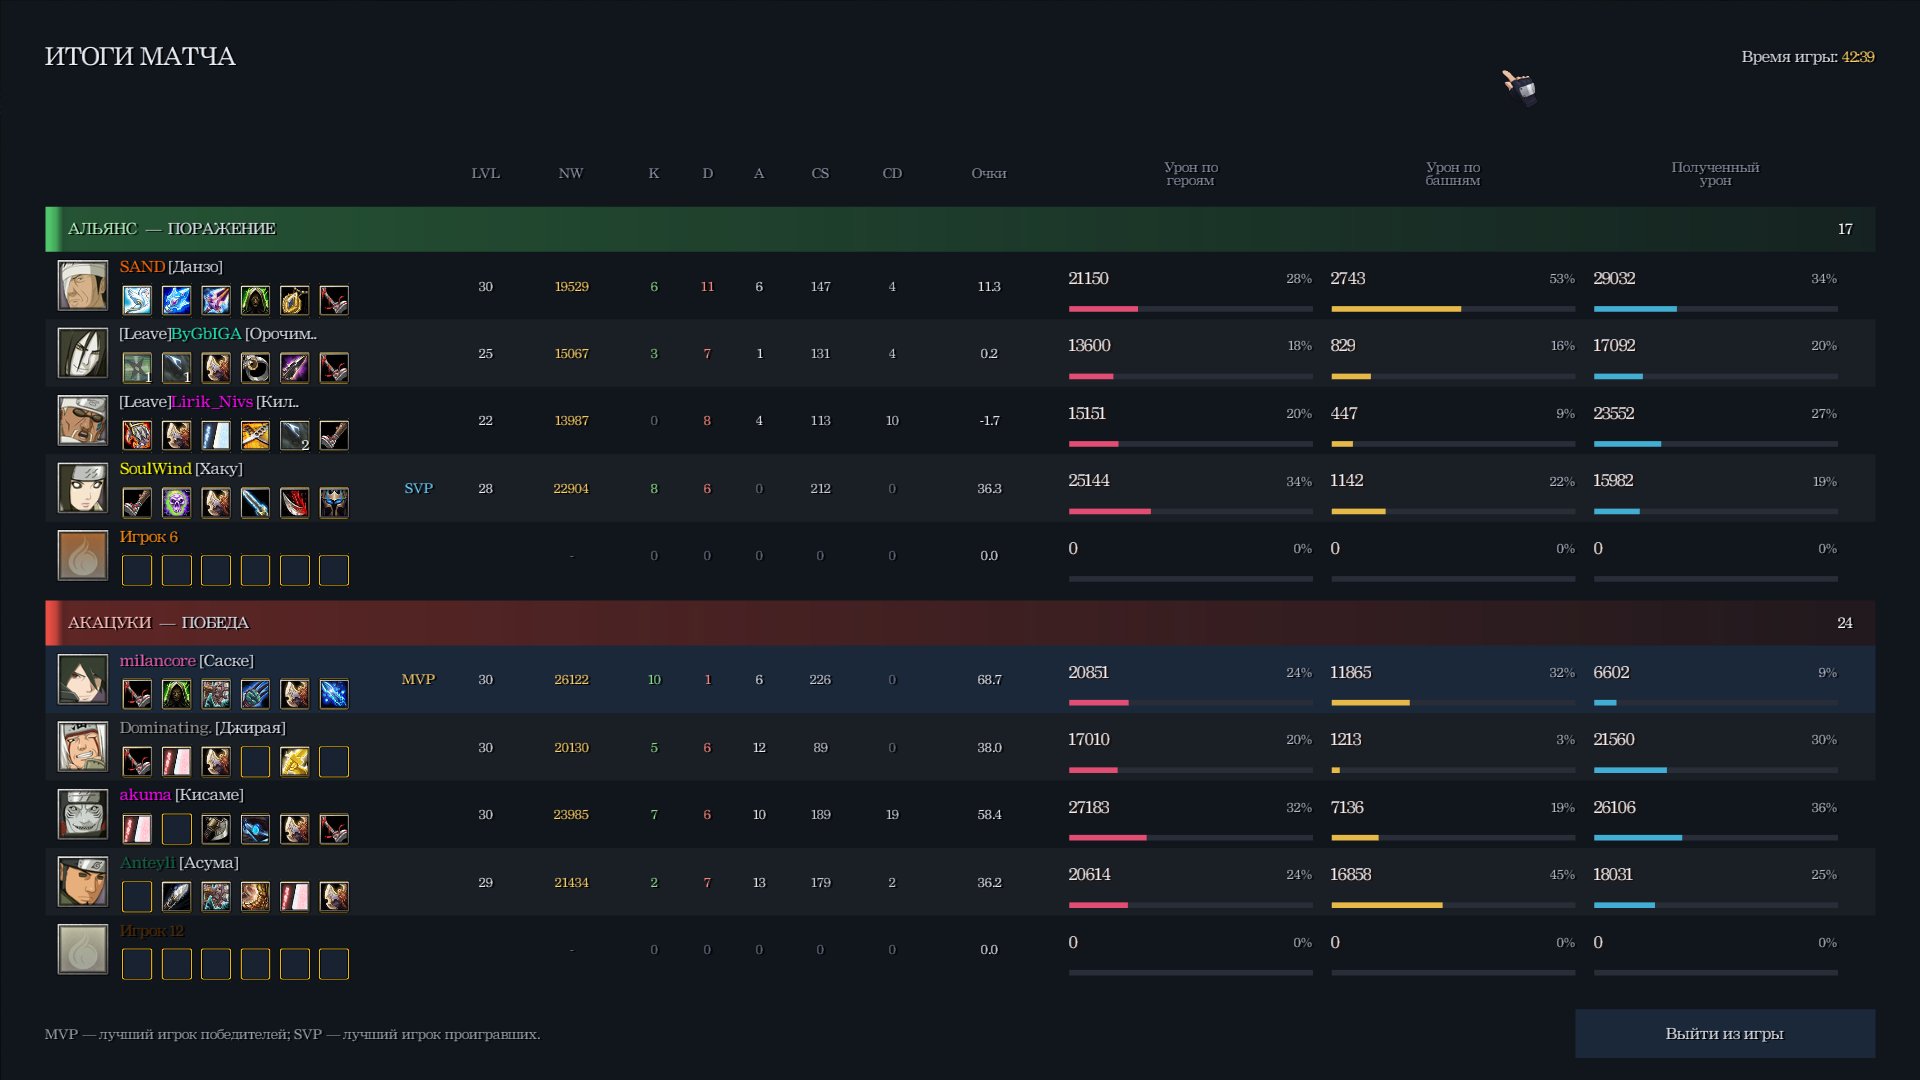 ИТОГИ МАТЧА
Время игры: 42:39
LVL NW K D A CS CD Очки Урон по героям Урон по башням Полученный урон
АЛЬЯНС — ПОРАЖЕНИЕ 17
SAND [Данзо]
30 19529 6 11 6 147 4 11.3 21150 28% 2743 53% 29032 34%
[Leave]ByGbIGA [Орочим..
1 1
25 15067 3 7 1 131 4 0.2 13600 18% 829 16% 17092 20%
[Leave]Lirik_Nivs [Кил..
2
22 13987 0 8 4 113 10 -1.7 15151 20% 447 9% 23552 27%
SoulWind [Хаку]
SVP 28 22904 8 6 0 212 0 36.3 25144 34% 1142 22% 15982 19%
Игрок 6
- 0 0 0 0 0 0.0 0 0% 0 0% 0 0%
АКАЦУКИ — ПОБЕДА 24
milancore [Саске]
MVP 30 26122 10 1 6 226 0 68.7 20851 24% 11865 32% 6602 9%
Dominating. [Джирая]
30 20130 5 6 12 89 0 38.0 17010 20% 1213 3% 21560 30%
akuma [Кисаме]
30 23985 7 6 10 189 19 58.4 27183 32% 7136 19% 26106 36%
Anteyli [Асума]
29 21434 2 7 13 179 2 36.2 20614 24% 16858 45% 18031 25%
Игрок 12
- 0 0 0 0 0 0.0 0 0% 0 0% 0 0%
MVP — лучший игрок победителей; SVP — лучший игрок проигравших.
Выйти из игры